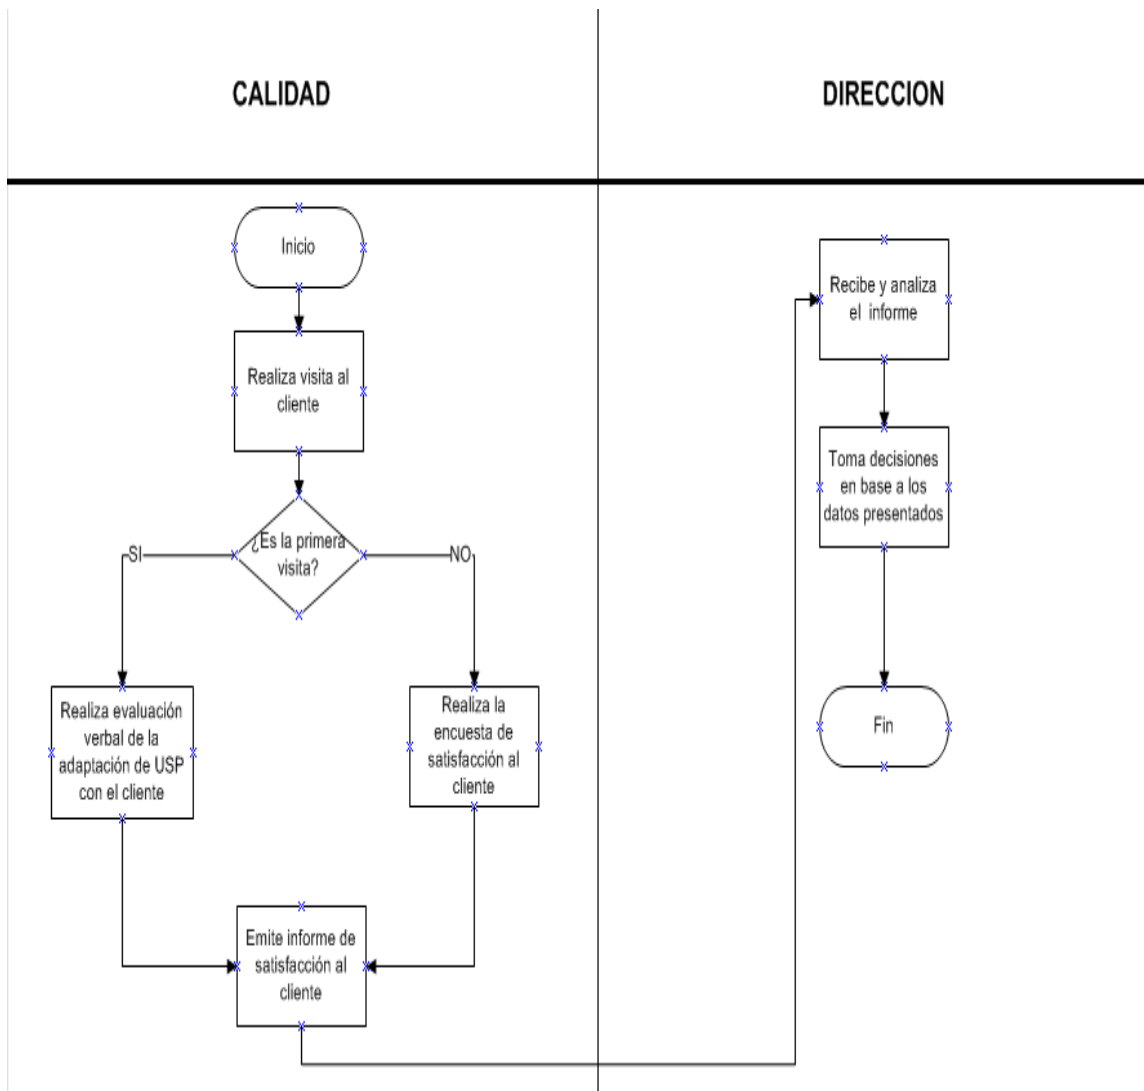 CALIDAD
DIRECCION
Inicio
Realiza visita al
cliente
¿Es la primera
visita?
SI
NO
Realiza evaluación
verbal de la
adaptación de USP
con el cliente
Realiza la
encuesta de
satisfacción al
cliente
Emite informe de
satisfacción al
cliente
Recibe y analiza
el informe
Toma decisiones
en base a los
datos presentados
Fin